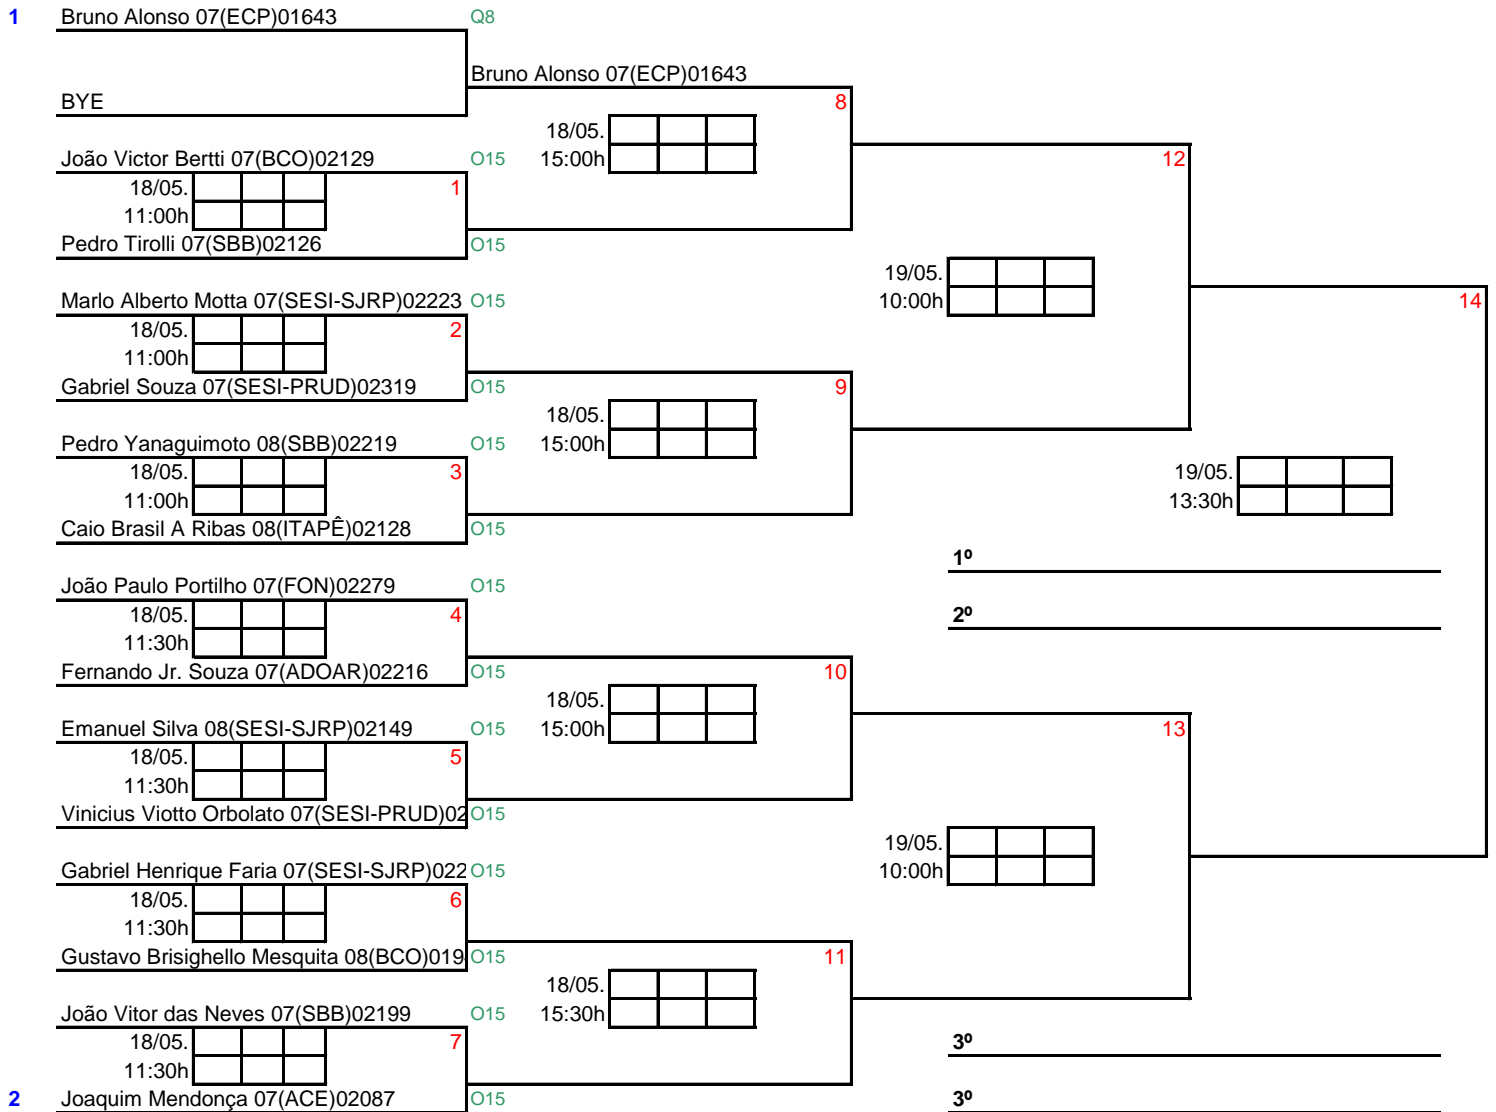 1 Bruno Alonso 07(ECP)01643 Q8
Bruno Alonso 07(ECP)01643
BYE 8
18/05.
João Victor Bertti 07(BCO)02129 O15 15:00h 12
18/05. 1
11:00h
Pedro Tirolli 07(SBB)02126 O15
19/05.
Marlo Alberto Motta 07(SESI-SJRP)02223 O15 10:00h 14
18/05. 2
11:00h
Gabriel Souza 07(SESI-PRUD)02319 O15 9
18/05.
Pedro Yanaguimoto 08(SBB)02219 O15 15:00h
18/05. 3 19/05.
11:00h 13:30h
Caio Brasil A Ribas 08(ITAPÊ)02128 O15
1º
João Paulo Portilho 07(FON)02279 O15
18/05. 4 2º
11:30h
Fernando Jr. Souza 07(ADOAR)02216 O15 10
18/05.
Emanuel Silva 08(SESI-SJRP)02149 O15 15:00h 13
18/05. 5
11:30h
Vinicius Viotto Orbolato 07(SESI-PRUD)02 O15
19/05.
Gabriel Henrique Faria 07(SESI-SJRP)022 O15 10:00h
18/05. 6
11:30h
Gustavo Brisighello Mesquita 08(BCO)019 O15 11
18/05.
João Vitor das Neves 07(SBB)02199 O15 15:30h
18/05. 7 3º
11:30h
2 Joaquim Mendonça 07(ACE)02087 O15 3º